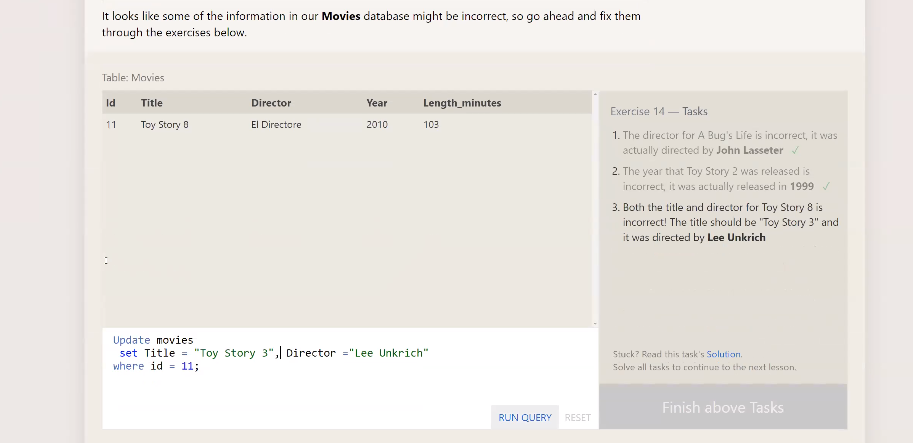 It looks like some of the information in our Movies database might be incorrect, so go ahead and fix them
through the exercises below.
Table: Movies
Id Title Director Year Length_minutes
11 Toy Story 8 El Directore 2010 103
Exercise 14 — Tasks
1. The director for A Bug's Life is incorrect, it was
actually directed by John Lasseter ✓
2. The year that Toy Story 2 was released is
incorrect, it was actually released in 1999 ✓
3. Both the title and director for Toy Story 8 is
incorrect! The title should be "Toy Story 3" and
it was directed by Lee Unkrich
Update movies
set Title = "Toy Story 3", Director ="Lee Unkrich"
where id = 11;
RUN QUERY RESET
Stuck? Read this task's Solution.
Solve all tasks to continue to the next lesson.
Finish above Tasks